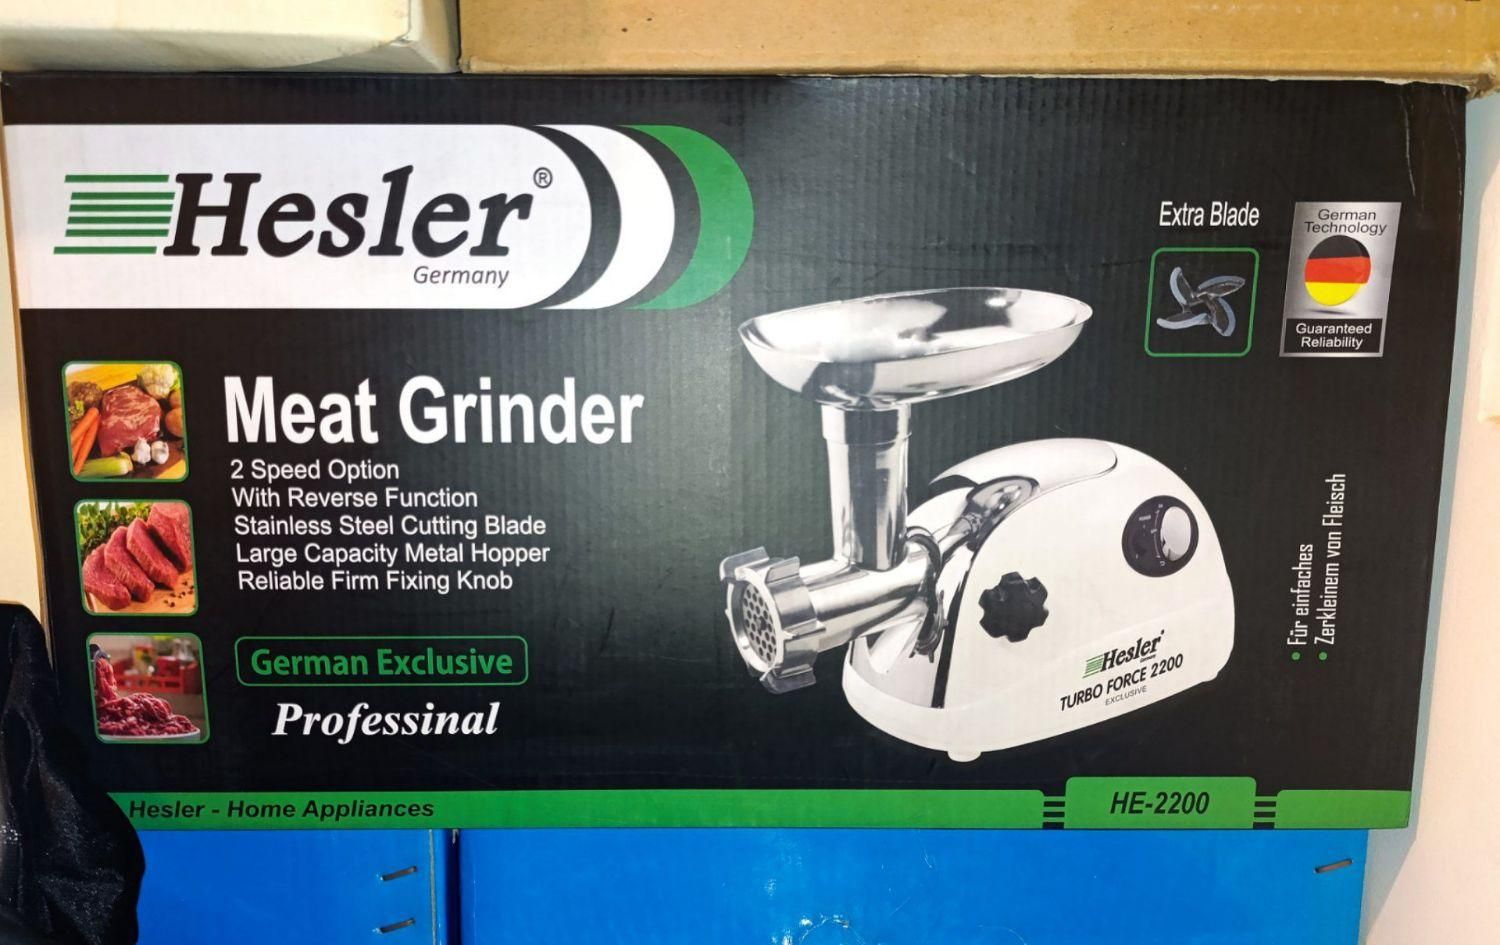 Hesler®
Germany
Extra Blade
German
Technology
Guaranteed
Reliability
Meat Grinder
2 Speed Option
With Reverse Function
Stainless Steel Cutting Blade
Large Capacity Metal Hopper
Reliable Firm Fixing Knob
German Exclusive
Professinal
Hesler
TURBO FORCE 2200
EXCLUSIVE
• Für einfaches
• Zerkleinem von Fleisch
Hesler - Home Appliances
HE-2200